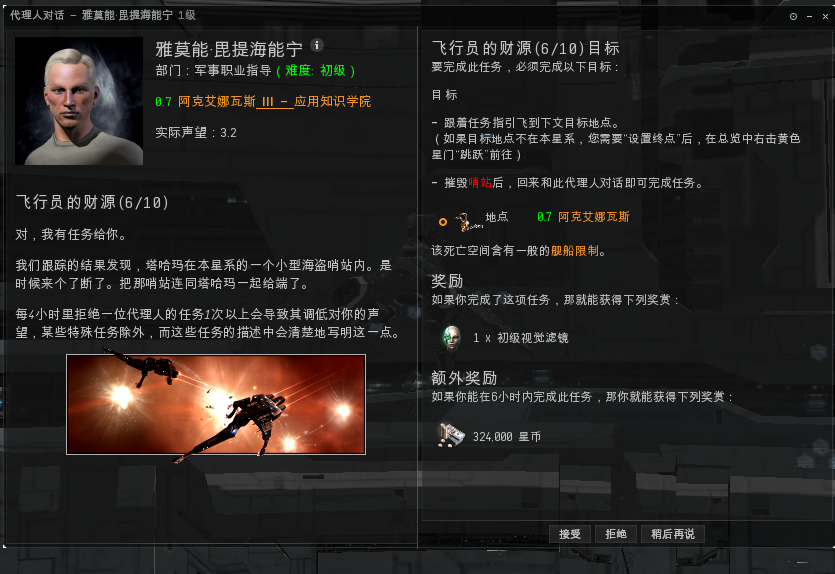 代理人对话 - 雅莫能·毘提海能宁 1级
雅莫能·毘提海能宁
部门：军事职业指导（难度: 初级）
0.7 阿克艾娜瓦斯 III - 应用知识学院
实际声望：3.2
飞行员的财源(6/10)
对，我有任务给你。
我们跟踪的结果发现，塔哈玛在本星系的一个小型海盗哨站内。是
时候来个了断了。把那哨站连同塔哈玛一起给端了。
每4小时里拒绝一位代理人的任务1次以上会导致其调低对你的声
望，某些特殊任务除外，而这些任务的描述中会清楚地写明这一点。
飞行员的财源(6/10)目标
要完成此任务，必须完成以下目标：
目标
- 跟着任务指引飞到下文目标地点。
（如果目标地点不在本星系，您需要“设置终点”后，在总览中右击黄色
星门“跳跃”前往）
- 摧毁哨站后，回来和此代理人对话即可完成任务。
地点 0.7 阿克艾娜瓦斯
该死亡空间含有一般的舰船限制。
奖励
如果你完成了这项任务，那就能获得下列奖赏：
1 x 初级视觉滤镜
额外奖励
如果你能在6小时内完成此任务，那你就能获得下列奖赏：
324,000 星币
接受 拒绝 稍后再说